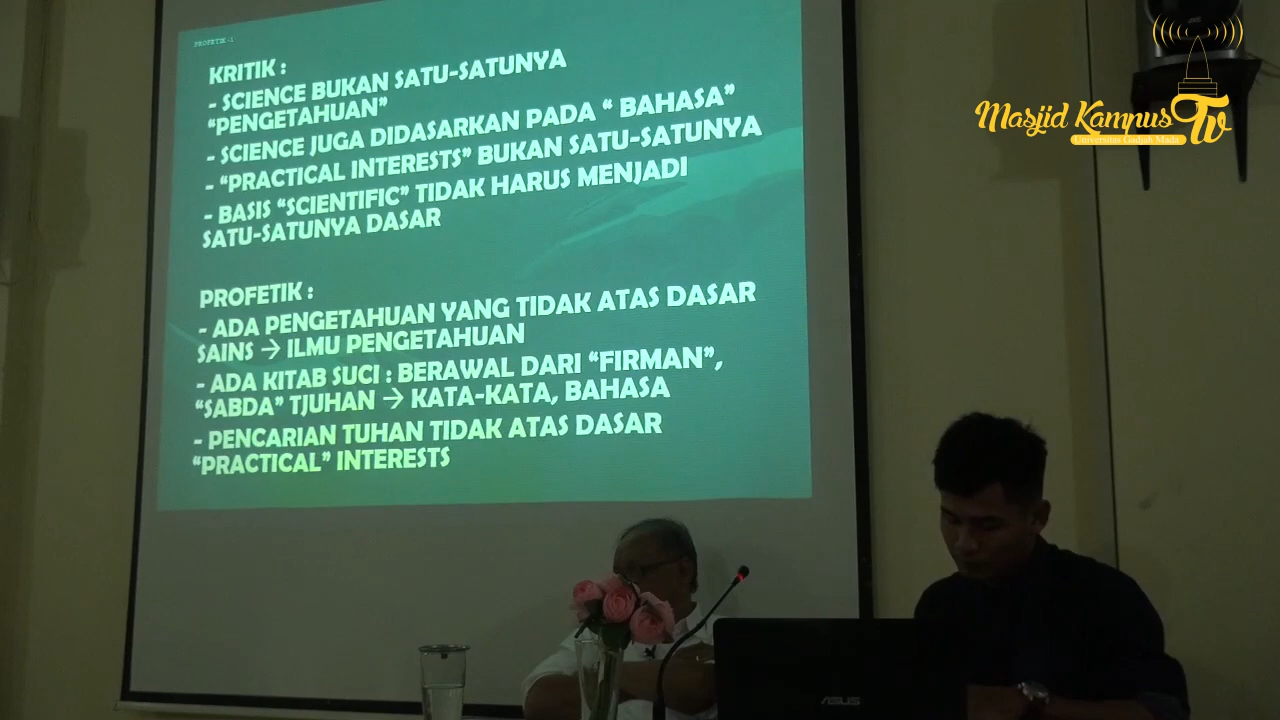 PROFETIK -1
KRITIK :
- SCIENCE BUKAN SATU-SATUNYA
"PENGETAHUAN"
- SCIENCE JUGA DIDASARKAN PADA " BAHASA"
- "PRACTICAL INTERESTS" BUKAN SATU-SATUNYA
- BASIS "SCIENTIFIC" TIDAK HARUS MENJADI
SATU-SATUNYA DASAR
PROFETIK :
- ADA PENGETAHUAN YANG TIDAK ATAS DASAR
SAINS → ILMU PENGETAHUAN
- ADA KITAB SUCI : BERAWAL DARI "FIRMAN",
"SABDA" TJUHAN → KATA-KATA, BAHASA
- PENCARIAN TUHAN TIDAK ATAS DASAR
"PRACTICAL" INTERESTS
Masjid Kampus Tv
Universitas Gadjah Mada
ASUS